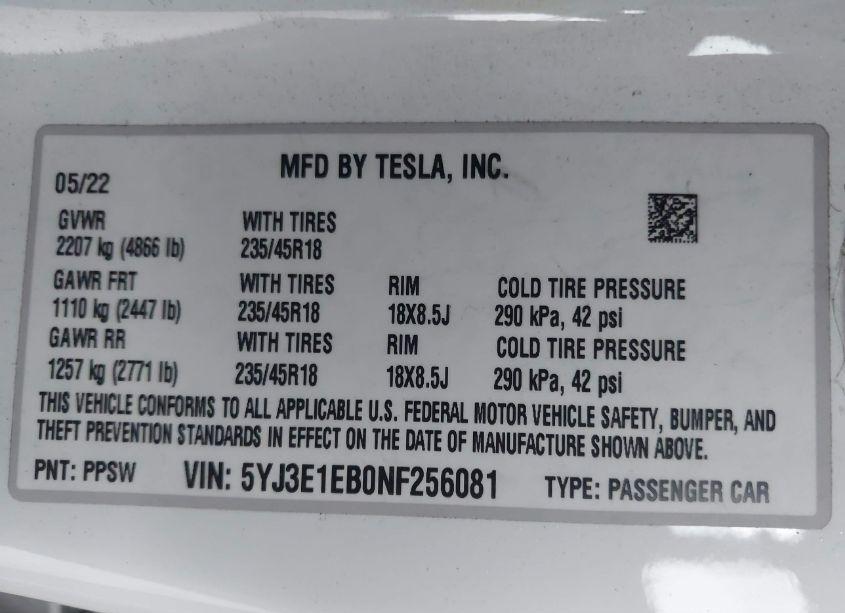 MFD BY TESLA, INC.
05/22
GVWR WITH TIRES
2207 kg (4866 lb) 235/45R18
GAWR FRT WITH TIRES RIM COLD TIRE PRESSURE
1110 kg (2447 lb) 235/45R18 18X8.5J 290 kPa, 42 psi
GAWR RR WITH TIRES RIM COLD TIRE PRESSURE
1257 kg (2771 lb) 235/45R18 18X8.5J 290 kPa, 42 psi
THIS VEHICLE CONFORMS TO ALL APPLICABLE U.S. FEDERAL MOTOR VEHICLE SAFETY, BUMPER, AND
THEFT PREVENTION STANDARDS IN EFFECT ON THE DATE OF MANUFACTURE SHOWN ABOVE.
PNT: PPSW VIN: 5YJ3E1EB0NF256081 TYPE: PASSENGER CAR